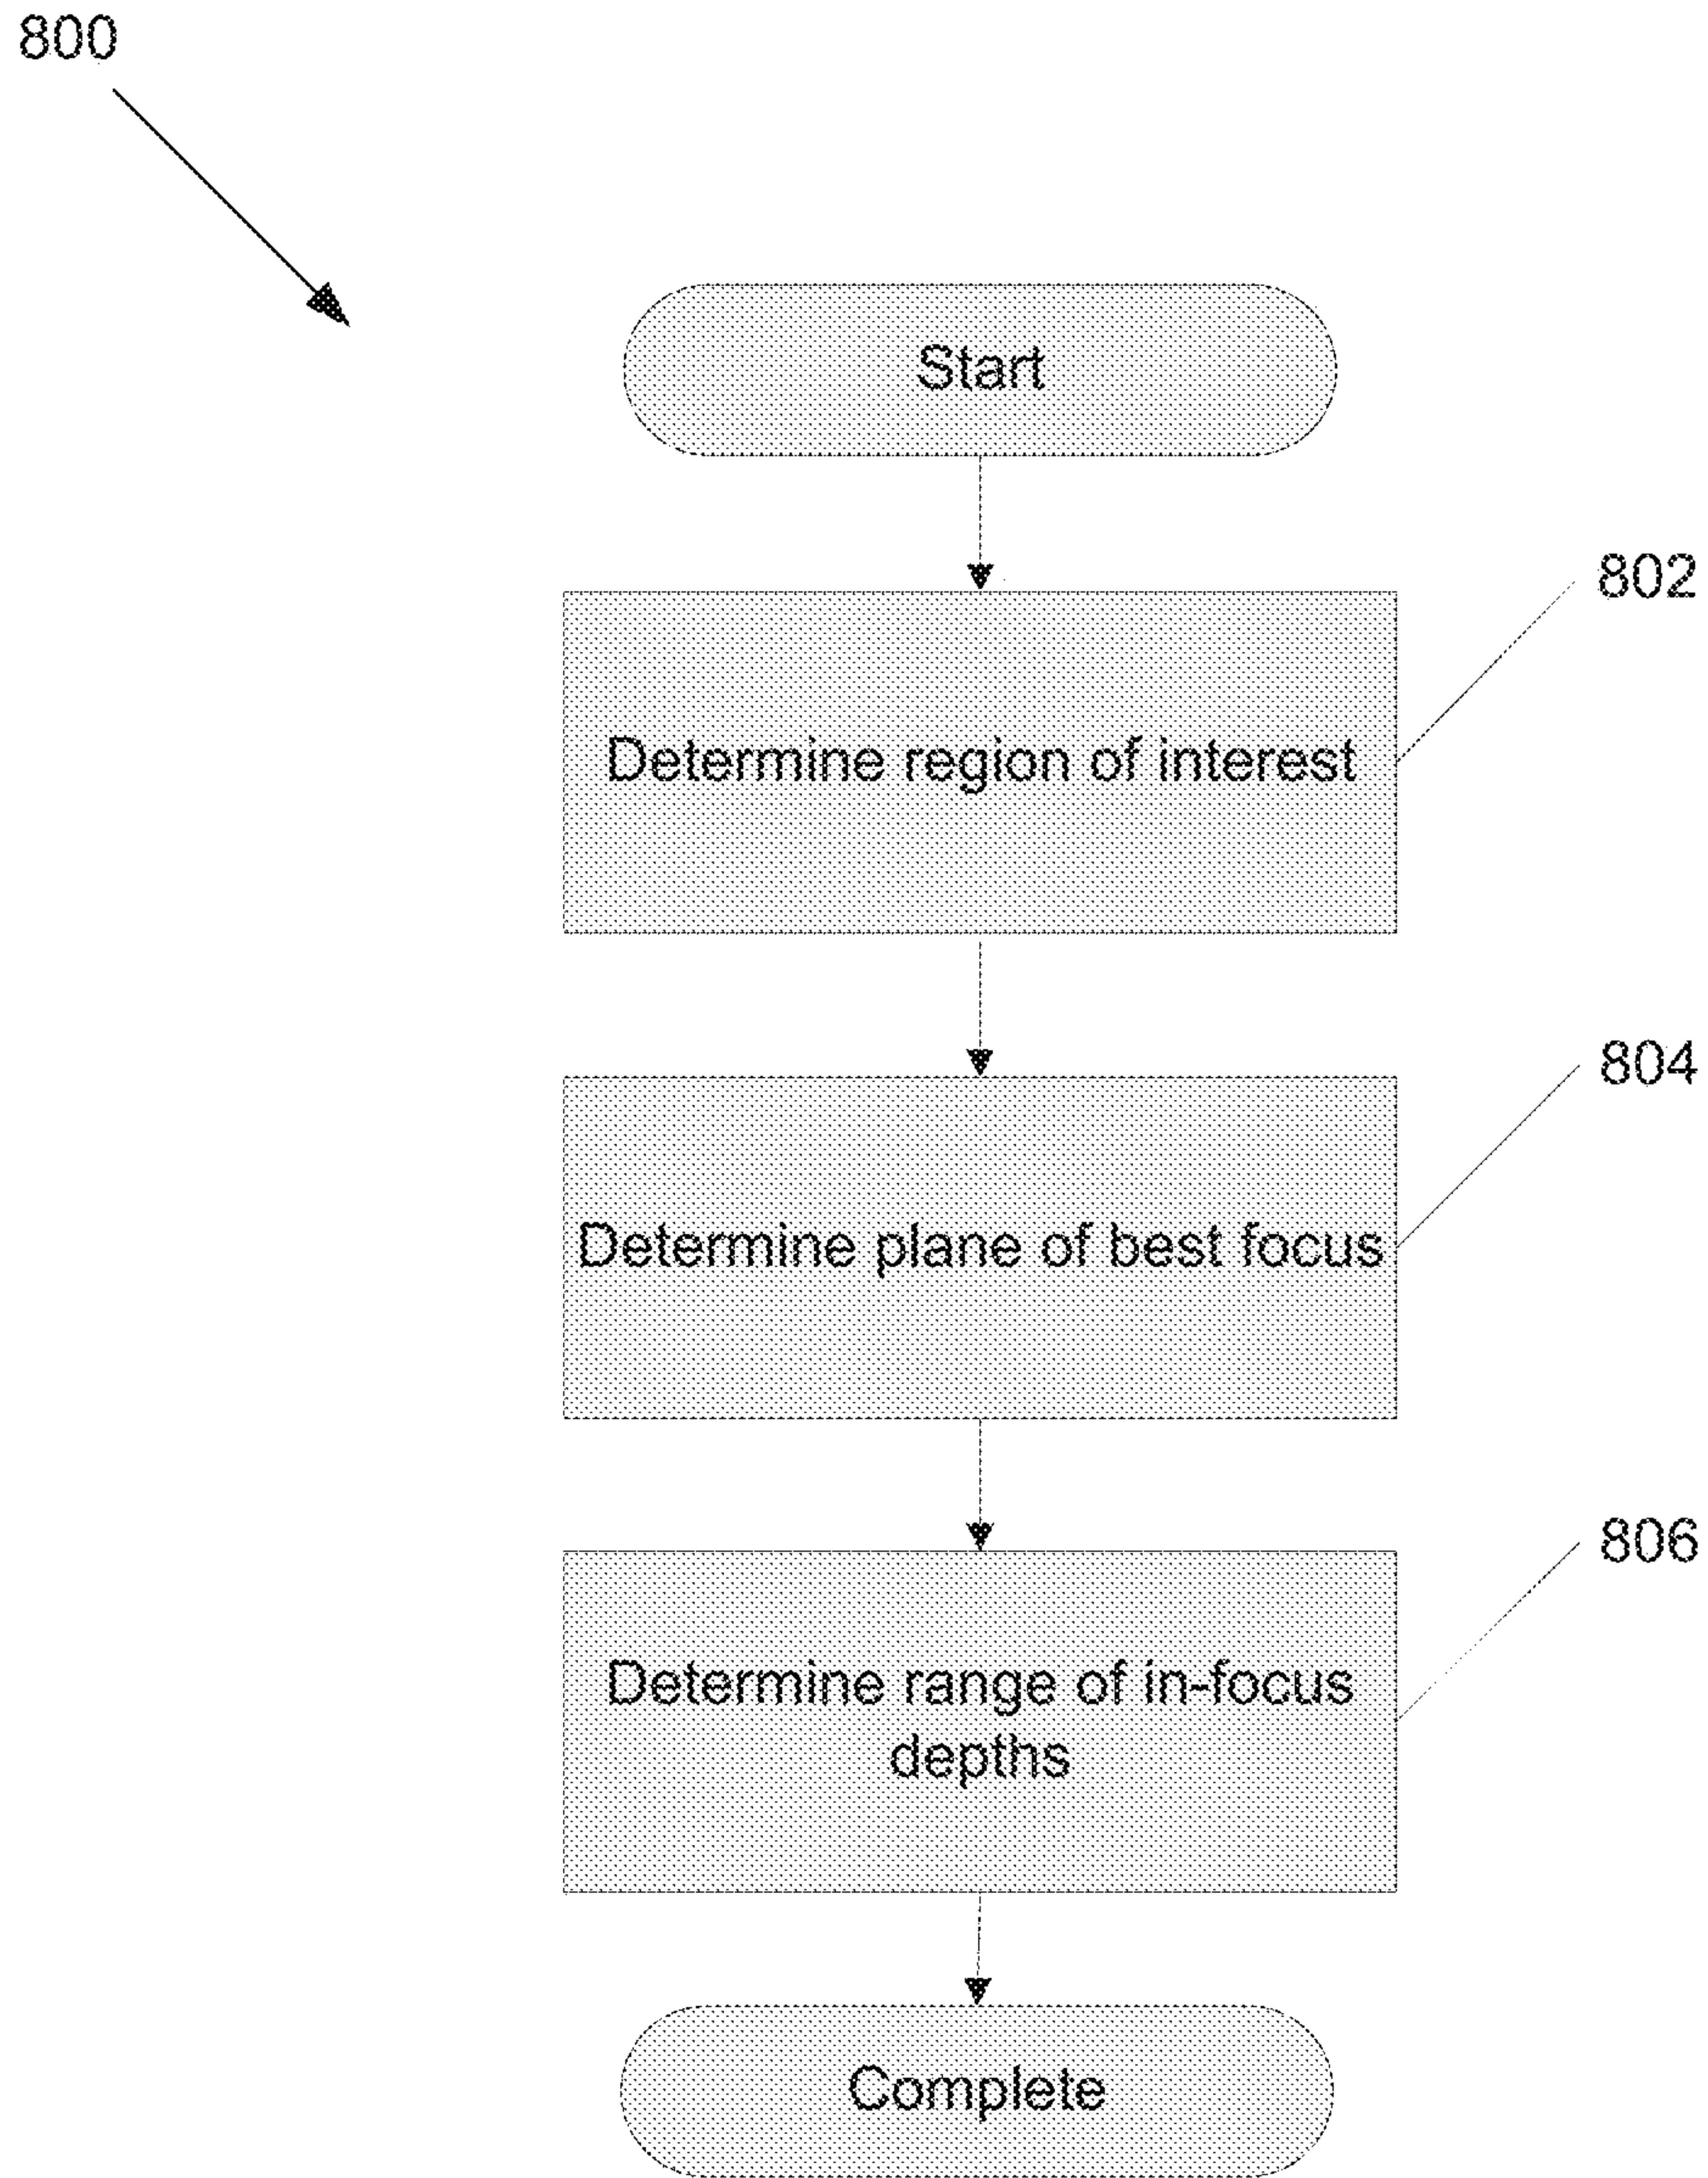 800
Start
802
Determine region of interest
804
Determine plane of best focus
806
Determine range of in-focus
depths
Complete